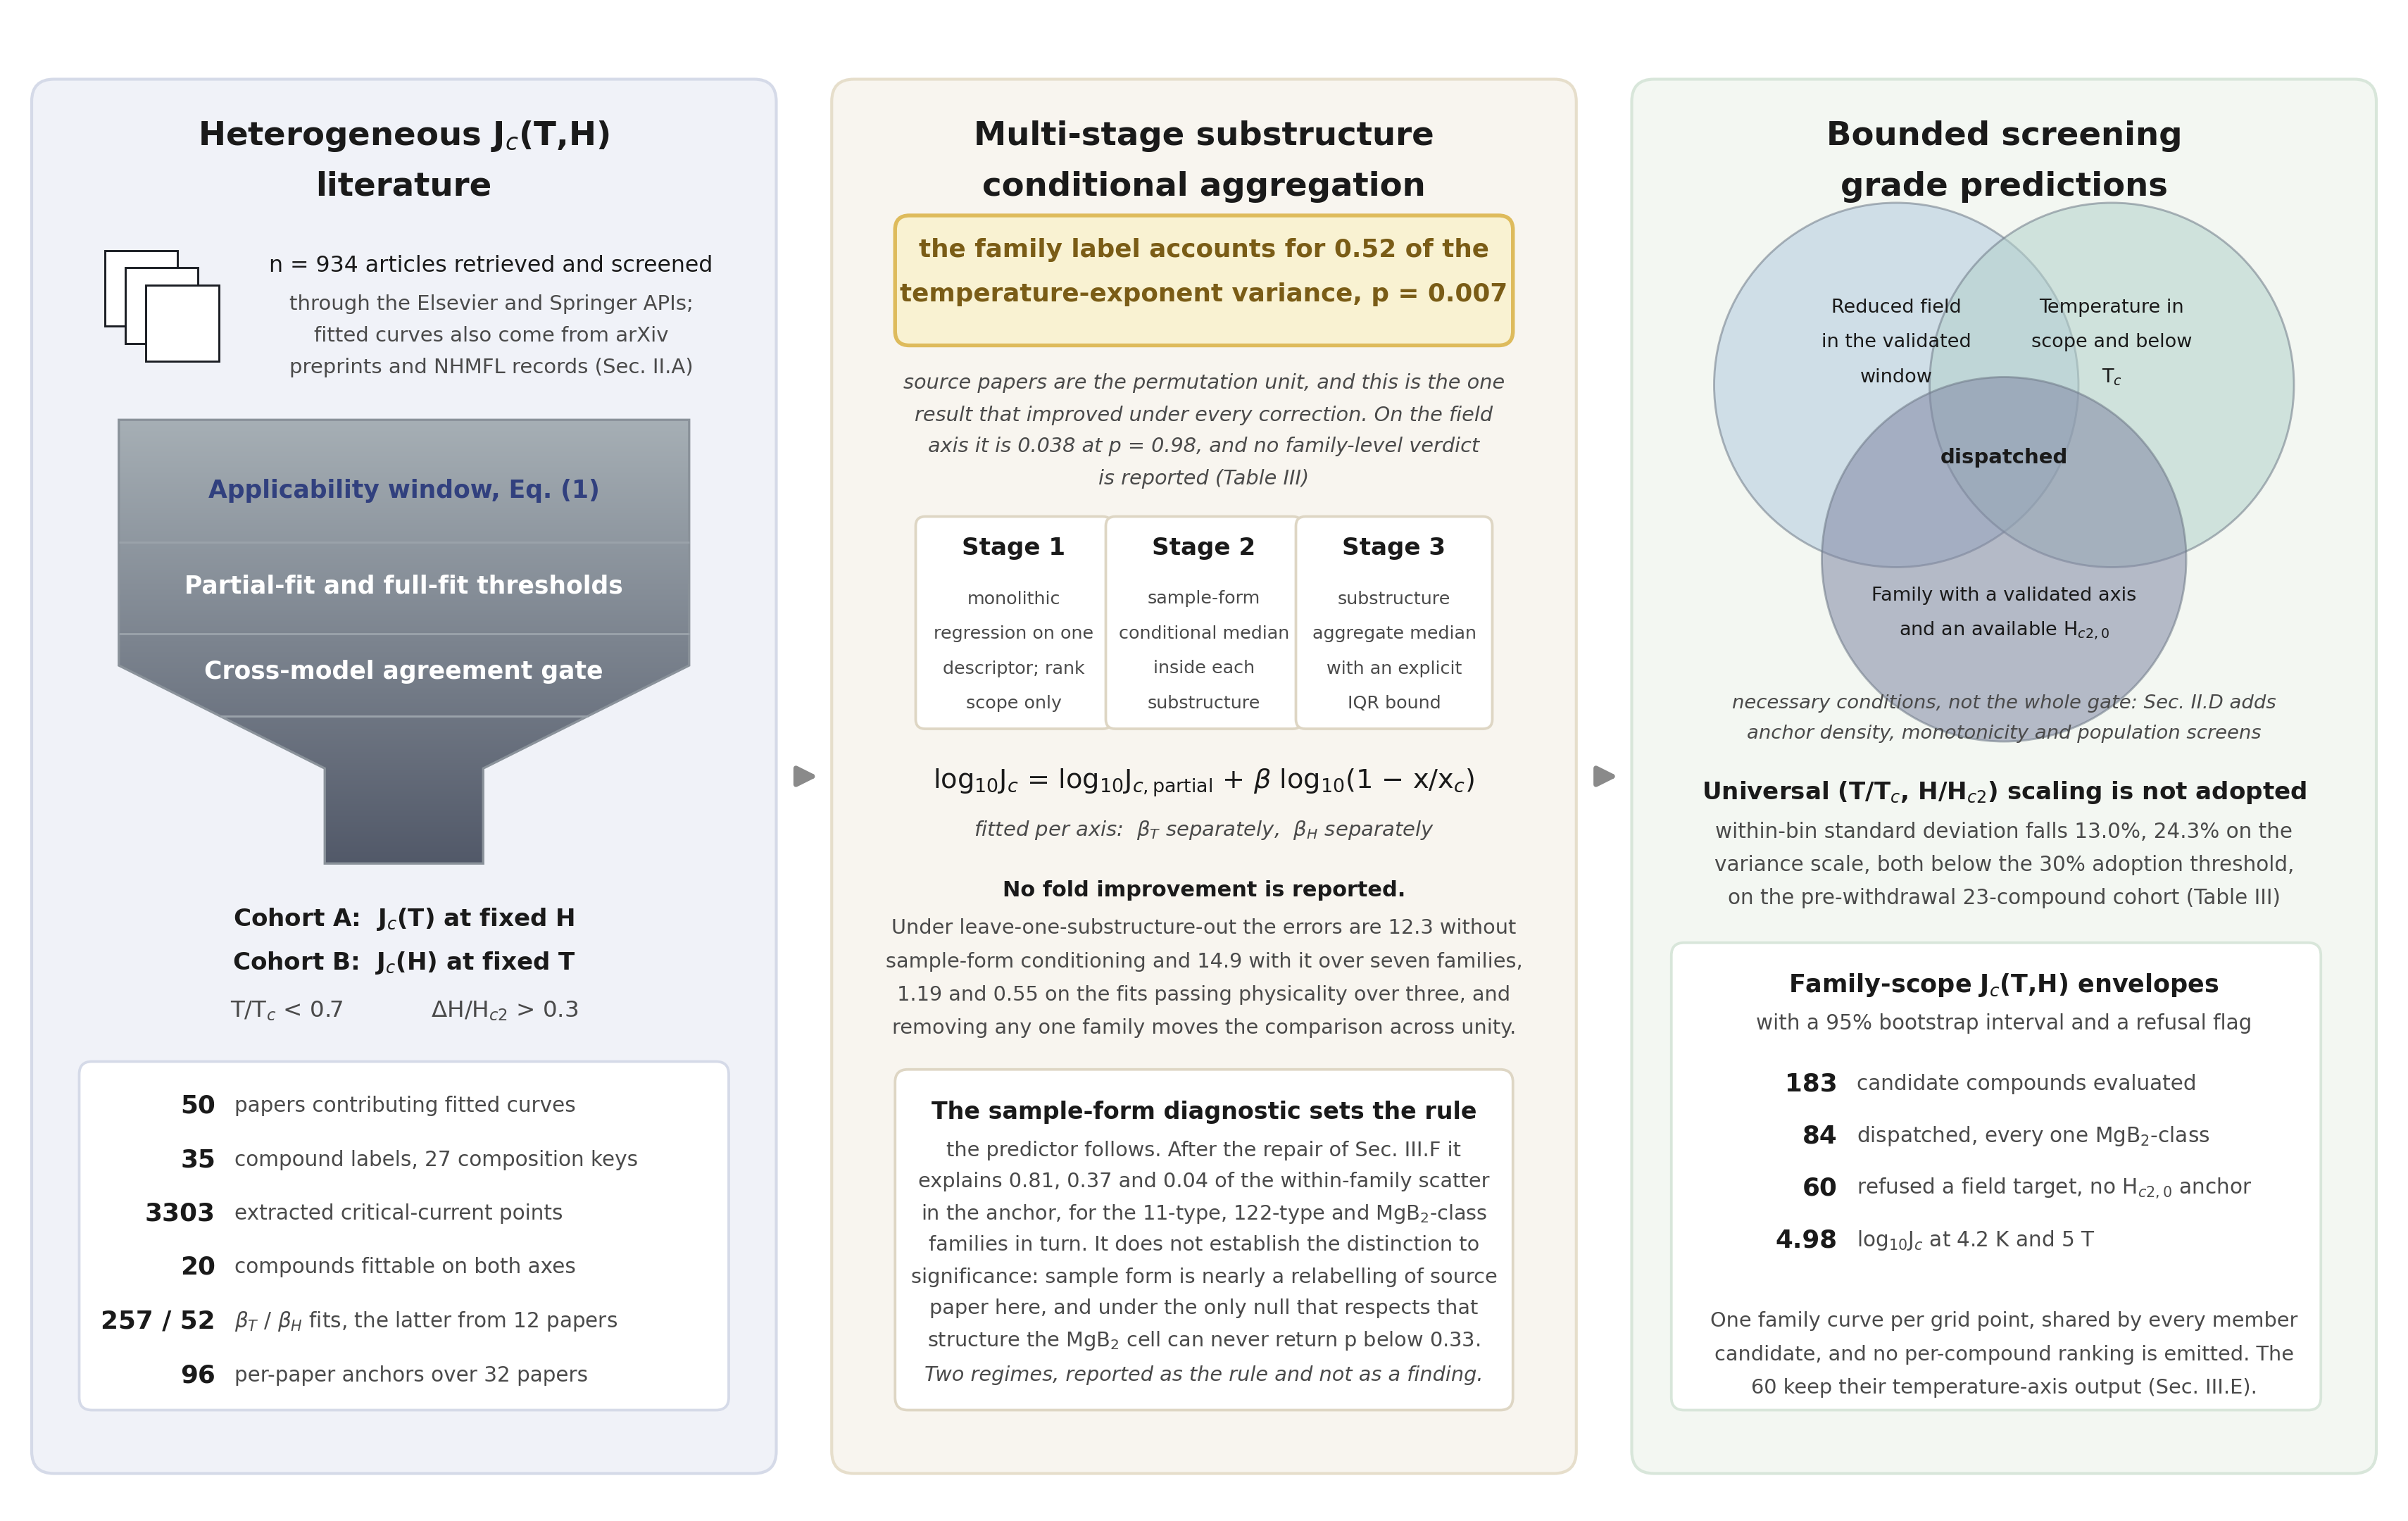 Heterogeneous Jc(T,H)
literature
n = 934 articles retrieved and screened
through the Elsevier and Springer APIs;
fitted curves also come from arXiv
preprints and NHMFL records (Sec. II.A)
Applicability window, Eq. (1)
Partial-fit and full-fit thresholds
Cross-model agreement gate
Cohort A: Jc(T) at fixed H
Cohort B: Jc(H) at fixed T
T/Tc < 0.7 ΔH/Hc2 > 0.3
50 papers contributing fitted curves
35 compound labels, 27 composition keys
3303 extracted critical-current points
20 compounds fittable on both axes
257 / 52 βT / βH fits, the latter from 12 papers
96 per-paper anchors over 32 papers
Multi-stage substructure
conditional aggregation
the family label accounts for 0.52 of the
temperature-exponent variance, p = 0.007
source papers are the permutation unit, and this is the one
result that improved under every correction. On the field
axis it is 0.038 at p = 0.98, and no family-level verdict
is reported (Table III)
Stage 1
monolithic
regression on one
descriptor; rank
scope only
Stage 2
sample-form
conditional median
inside each
substructure
Stage 3
substructure
aggregate median
with an explicit
IQR bound
log10Jc = log10Jc,partial + β log10(1 − x/xc)
fitted per axis: βT separately, βH separately
No fold improvement is reported.
Under leave-one-substructure-out the errors are 12.3 without
sample-form conditioning and 14.9 with it over seven families,
1.19 and 0.55 on the fits passing physicality over three, and
removing any one family moves the comparison across unity.
The sample-form diagnostic sets the rule
the predictor follows. After the repair of Sec. III.F it
explains 0.81, 0.37 and 0.04 of the within-family scatter
in the anchor, for the 11-type, 122-type and MgB2-class
families in turn. It does not establish the distinction to
significance: sample form is nearly a relabelling of source
paper here, and under the only null that respects that
structure the MgB2 cell can never return p below 0.33.
Two regimes, reported as the rule and not as a finding.
Bounded screening
grade predictions
Reduced field
in the validated
window
Temperature in
scope and below
Tc
dispatched
Family with a validated axis
and an available Hc2,0
necessary conditions, not the whole gate: Sec. II.D adds
anchor density, monotonicity and population screens
Universal (T/Tc, H/Hc2) scaling is not adopted
within-bin standard deviation falls 13.0%, 24.3% on the
variance scale, both below the 30% adoption threshold,
on the pre-withdrawal 23-compound cohort (Table III)
Family-scope Jc(T,H) envelopes
with a 95% bootstrap interval and a refusal flag
183 candidate compounds evaluated
84 dispatched, every one MgB2-class
60 refused a field target, no Hc2,0 anchor
4.98 log10Jc at 4.2 K and 5 T
One family curve per grid point, shared by every member
candidate, and no per-compound ranking is emitted. The
60 keep their temperature-axis output (Sec. III.E).